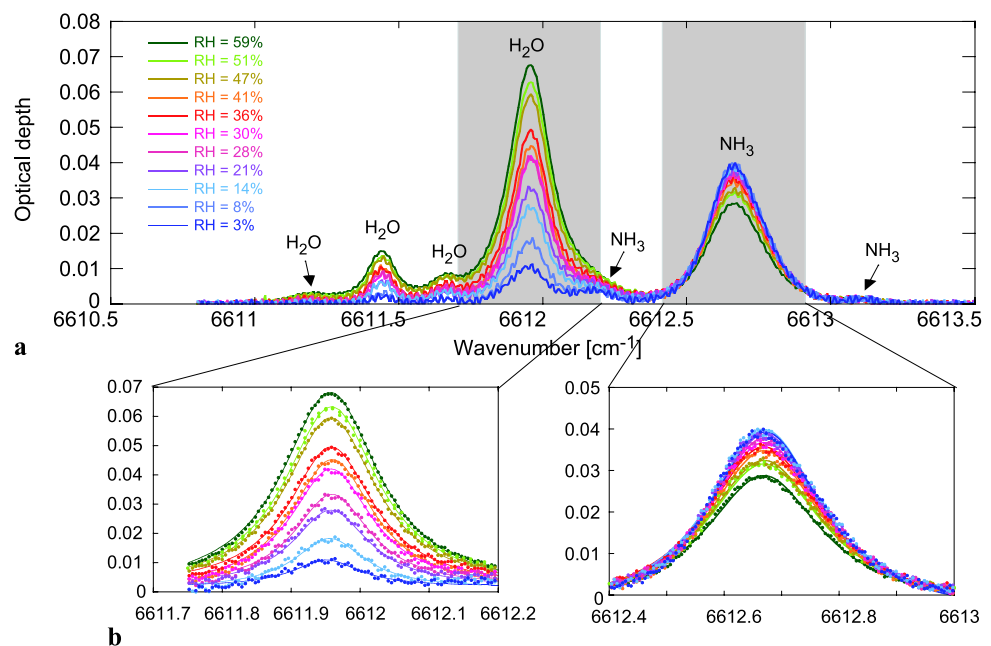 0.08
0.07
0.06
0.05
0.04
0.03
0.02
0.01
0
Optical depth
RH = 59%
RH = 51%
RH = 47%
RH = 41%
RH = 36%
RH = 30%
RH = 28%
RH = 21%
RH = 14%
RH = 8%
RH = 3%
H₂O
H₂O
H₂O
H₂O
NH₃
NH₃
NH₃
6610.5 6611 6611.5 6612 6612.5 6613 6613.5
Wavenumber [cm⁻¹]
a
0.07
0.06
0.05
0.04
0.03
0.02
0.01
0
6611.7 6611.8 6611.9 6612 6612.1 6612.2
0.05
0.04
0.03
0.02
0.01
0
6612.4 6612.6 6612.8 6613
b